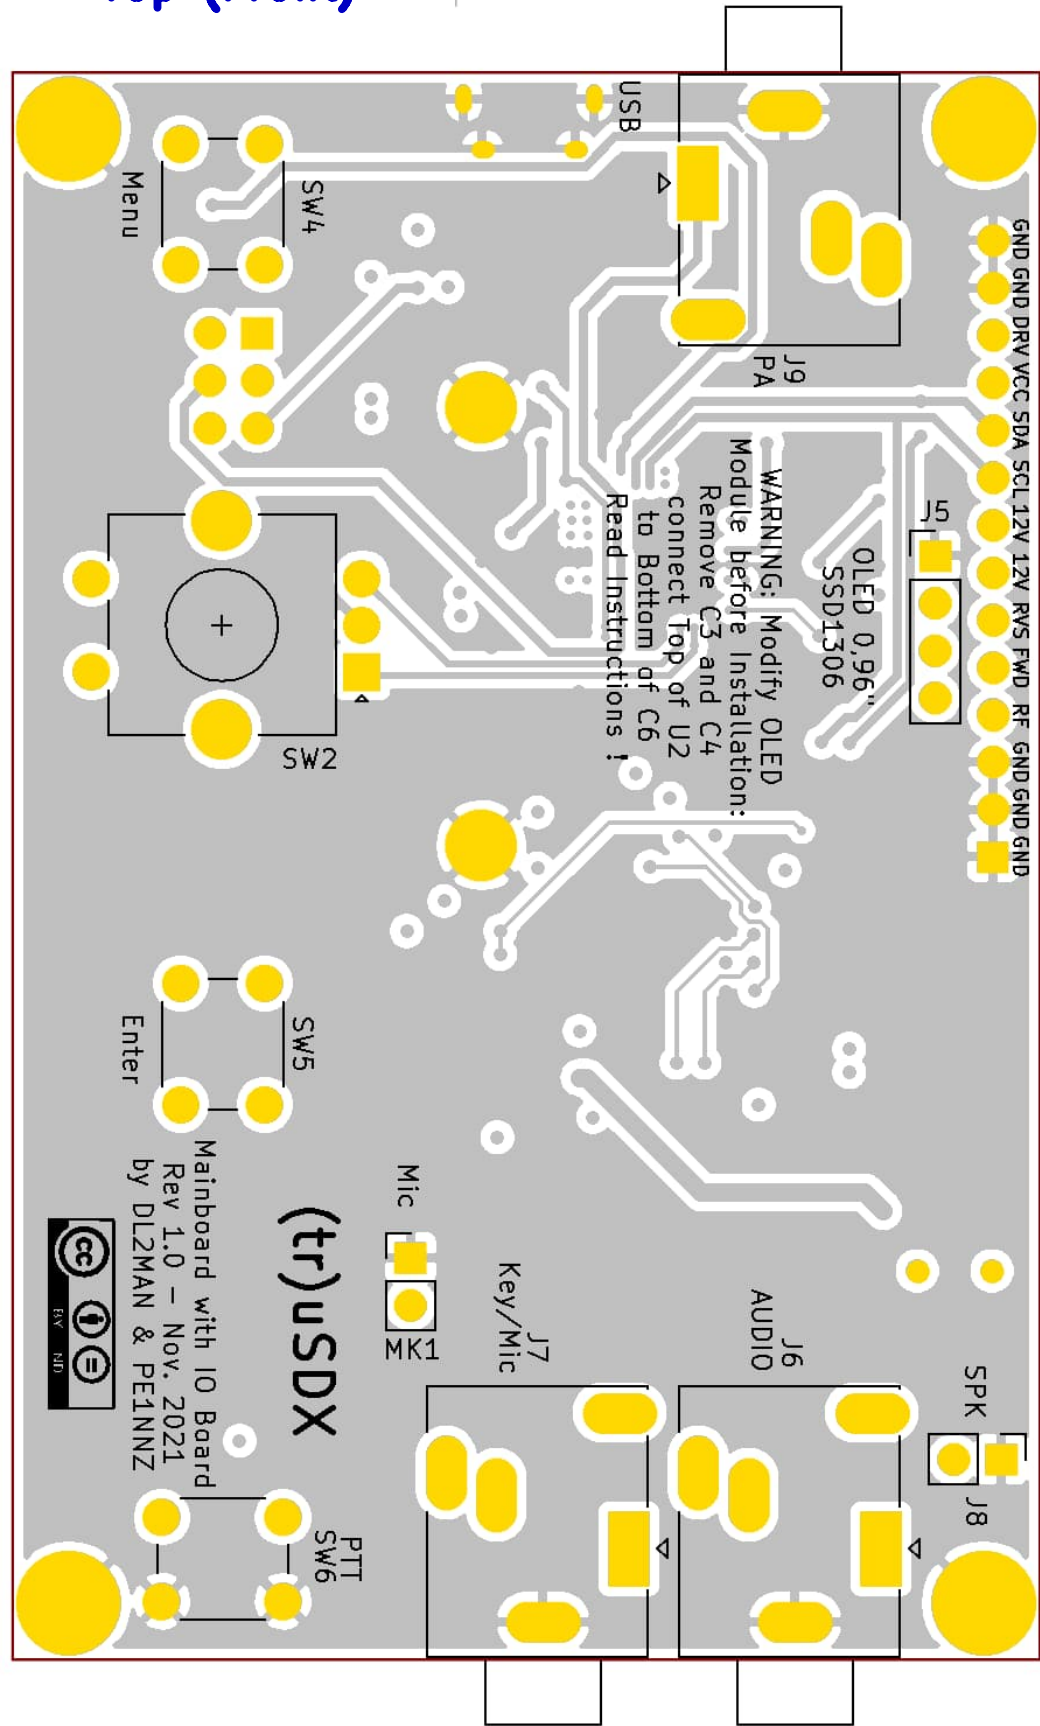 Top (Front)
USB
Menu
SW4
J9
PA
GND GND DRV VCC SDA SCL 12V 12V RVS FWD RF GND GND GND
J5
OLED 0,96"
SSD1306
WARNING: Modify OLED
Module before Installation:
Remove C3 and C4
connect Top of U2
to Bottom of C6
Read Instructions !
SW2
SW5
Enter
Mainboard with IO Board
Rev 1.0 - Nov. 2021
by DL2MAN & PE1NNZ
(tr)uSDX
cc
BY ND
Mic
MK1
J7
Key/Mic
J6
AUDIO
SPK
J8
PTT
SW6